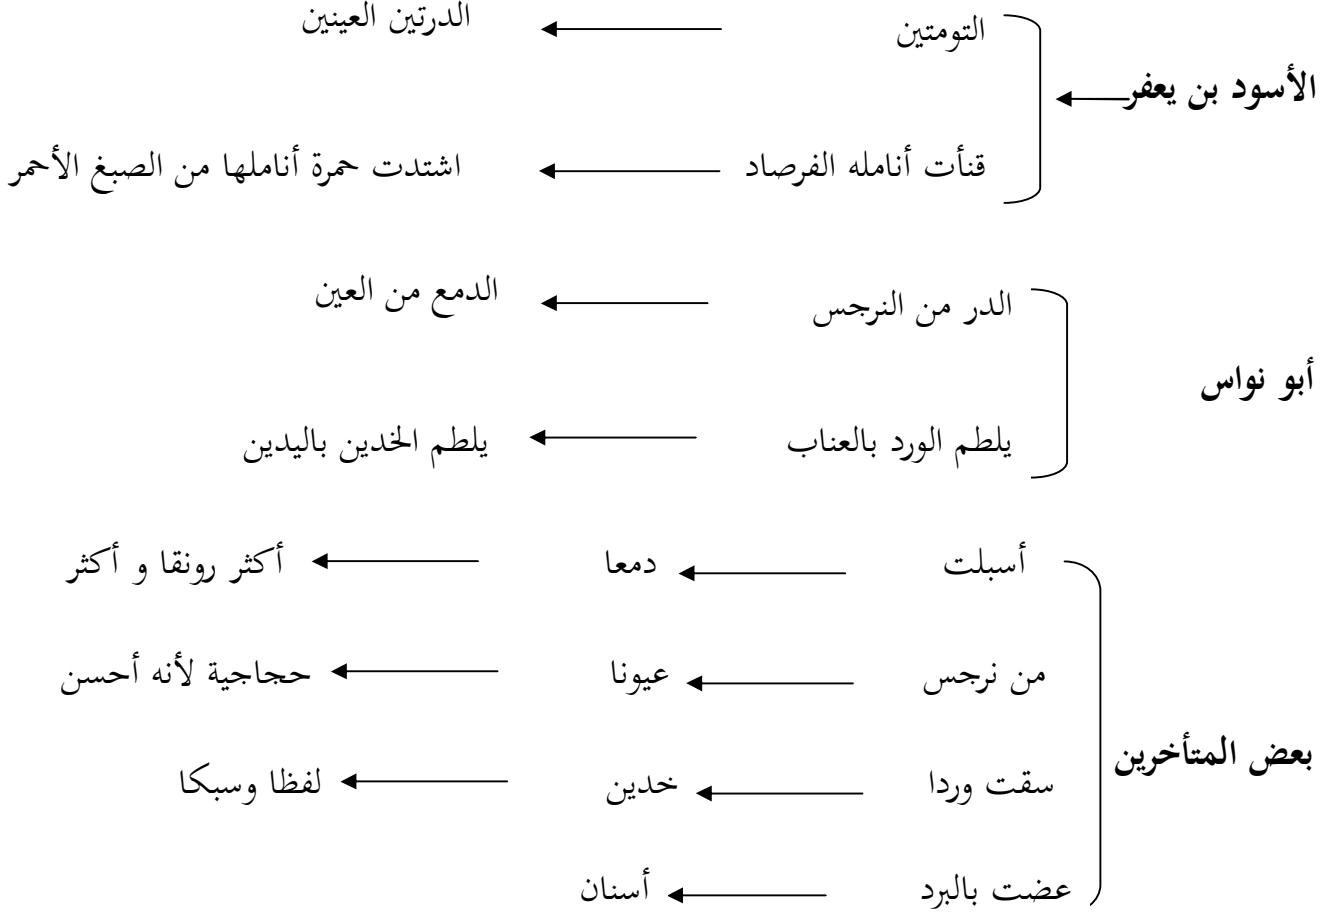 التومتين الدرتين العينين
الأسود بن يعفر
قنأت أنامله الفرصاد اشتدت حمرة أناملها من الصبغ الأحمر
الدر من النرجس الدمع من العين
أبو نواس
يلطم الورد بالعناب يلطم الخدين باليدين
أسبلت دمعا أكثر رونقا و أكثر
من نرجس عيونا حجاجية لأنه أحسن
بعض المتأخرين
سقت وردا خدين لفظا وسبكا
عضت بالبرد أسنان